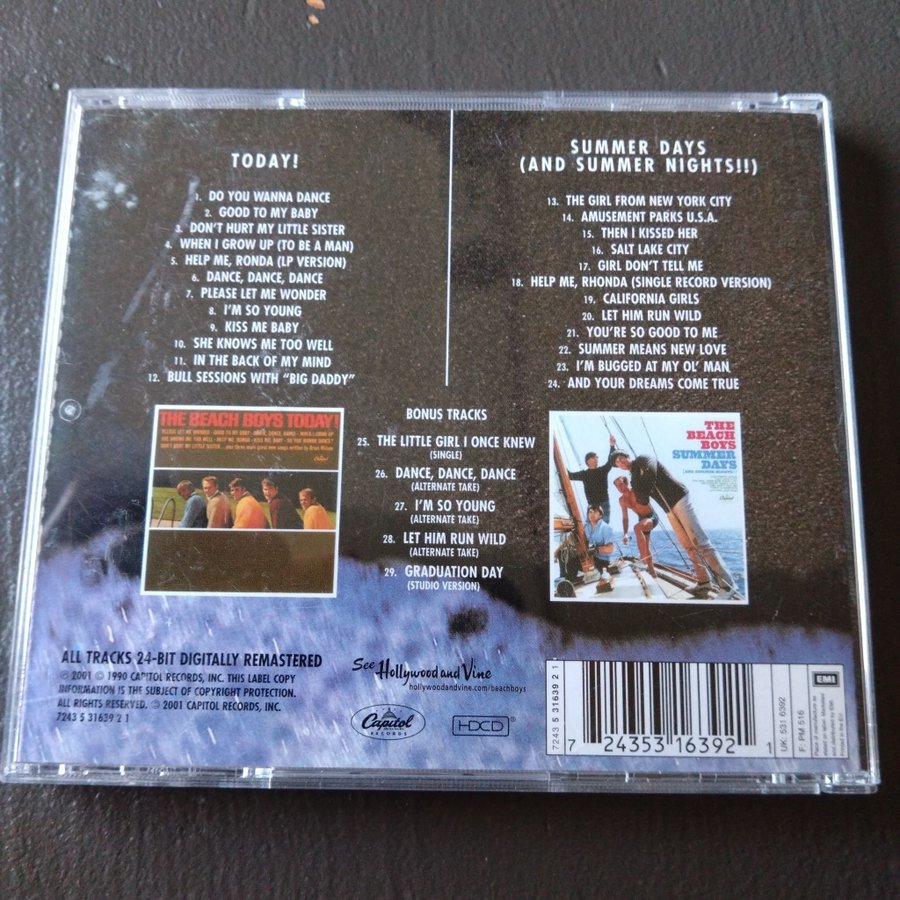 TODAY!
1. DO YOU WANNA DANCE
2. GOOD TO MY BABY
3. DON'T HURT MY LITTLE SISTER
4. WHEN I GROW UP (TO BE A MAN)
5. HELP ME, RONDA (LP VERSION)
6. DANCE, DANCE, DANCE
7. PLEASE LET ME WONDER
8. I'M SO YOUNG
9. KISS ME BABY
10. SHE KNOWS ME TOO WELL
11. IN THE BACK OF MY MIND
12. BULL SESSIONS WITH "BIG DADDY"
SUMMER DAYS
(AND SUMMER NIGHTS!!)
13. THE GIRL FROM NEW YORK CITY
14. AMUSEMENT PARKS U.S.A.
15. THEN I KISSED HER
16. SALT LAKE CITY
17. GIRL DON'T TELL ME
18. HELP ME, RHONDA (SINGLE RECORD VERSION)
19. CALIFORNIA GIRLS
20. LET HIM RUN WILD
21. YOU'RE SO GOOD TO ME
22. SUMMER MEANS NEW LOVE
23. I'M BUGGED AT MY OL' MAN
24. AND YOUR DREAMS COME TRUE
BONUS TRACKS
25. THE LITTLE GIRL I ONCE KNEW
(SINGLE)
26. DANCE, DANCE, DANCE
(ALTERNATE TAKE)
27. I'M SO YOUNG
(ALTERNATE TAKE)
28. LET HIM RUN WILD
(ALTERNATE TAKE)
29. GRADUATION DAY
(STUDIO VERSION)
THE BEACH BOYS TODAY!
THE
BEACH
BOYS
SUMMER
DAYS
ALL TRACKS 24-BIT DIGITALLY REMASTERED
℗ 2001 © 1990 CAPITOL RECORDS, INC. THIS LABEL COPY
INFORMATION IS THE SUBJECT OF COPYRIGHT PROTECTION.
ALL RIGHTS RESERVED. © 2001 CAPITOL RECORDS, INC.
7243 5 31639 2 1
See Hollywood and Vine
hollywoodandvine.com/beachboys
Capitol
RECORDS
HDCD®
7243 5 31639 2 1
7 24353 16392 1
UK: 531 6392
F: PM 516
EMI